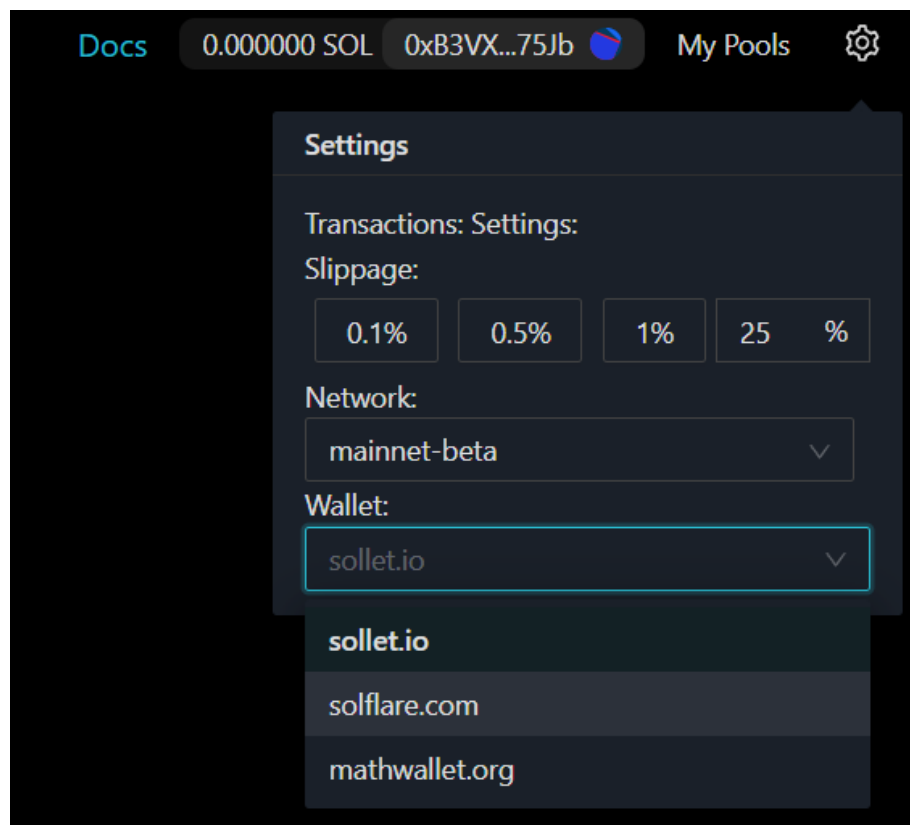 Docs 0.000000 SOL 0xB3VX...75Jb My Pools
Settings
Transactions: Settings:
Slippage:
0.1% 0.5% 1% 25 %
Network:
mainnet-beta
Wallet:
sollet.io
sollet.io
solflare.com
mathwallet.org